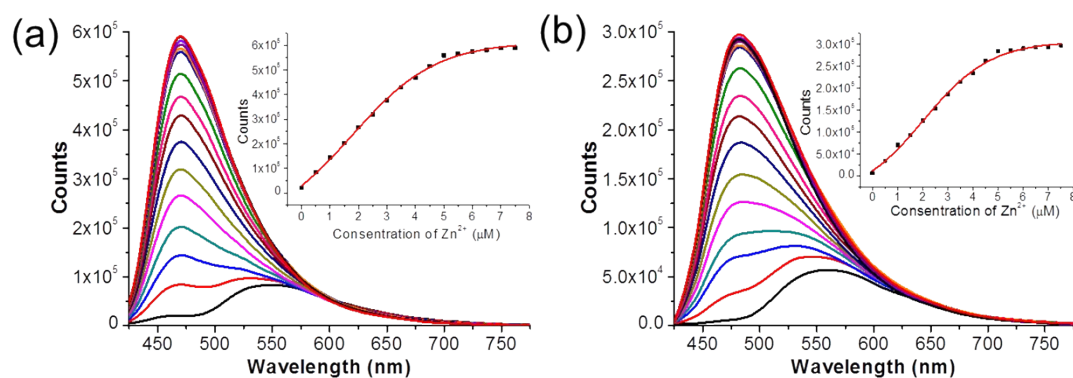 (a)
6x10⁵
5x10⁵
4x10⁵
3x10⁵
2x10⁵
1x10⁵
0
Counts
450 500 550 600 650 700 750
Wavelength (nm)
6x10⁵
5x10⁵
4x10⁵
3x10⁵
2x10⁵
1x10⁵
0
Counts
0 1 2 3 4 5 6 7 8
Consentration of Zn²⁺ (μM)
(b)
3.0x10⁵
2.5x10⁵
2.0x10⁵
1.5x10⁵
1.0x10⁵
5.0x10⁴
0.0
Counts
450 500 550 600 650 700 750
Wavelength (nm)
3.0x10⁵
2.5x10⁵
2.0x10⁵
1.5x10⁵
1.0x10⁵
5.0x10⁴
0.0
Counts
0 1 2 3 4 5 6 7 8
Consentration of Zn²⁺ (μM)